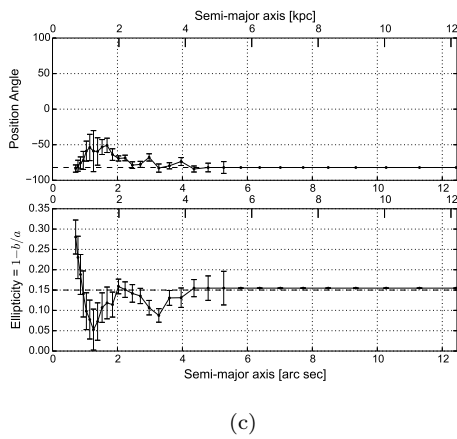 Semi-major axis [kpc]
0 2 4 6 8 10 12
100
50
0
−50
−100
Position Angle
0 2 4 6 8 10 12
0.35
0.30
0.25
0.20
0.15
0.10
0.05
0.00
Ellipticity = 1−b/a
0 2 4 6 8 10 12
Semi-major axis [arc sec]
(c)